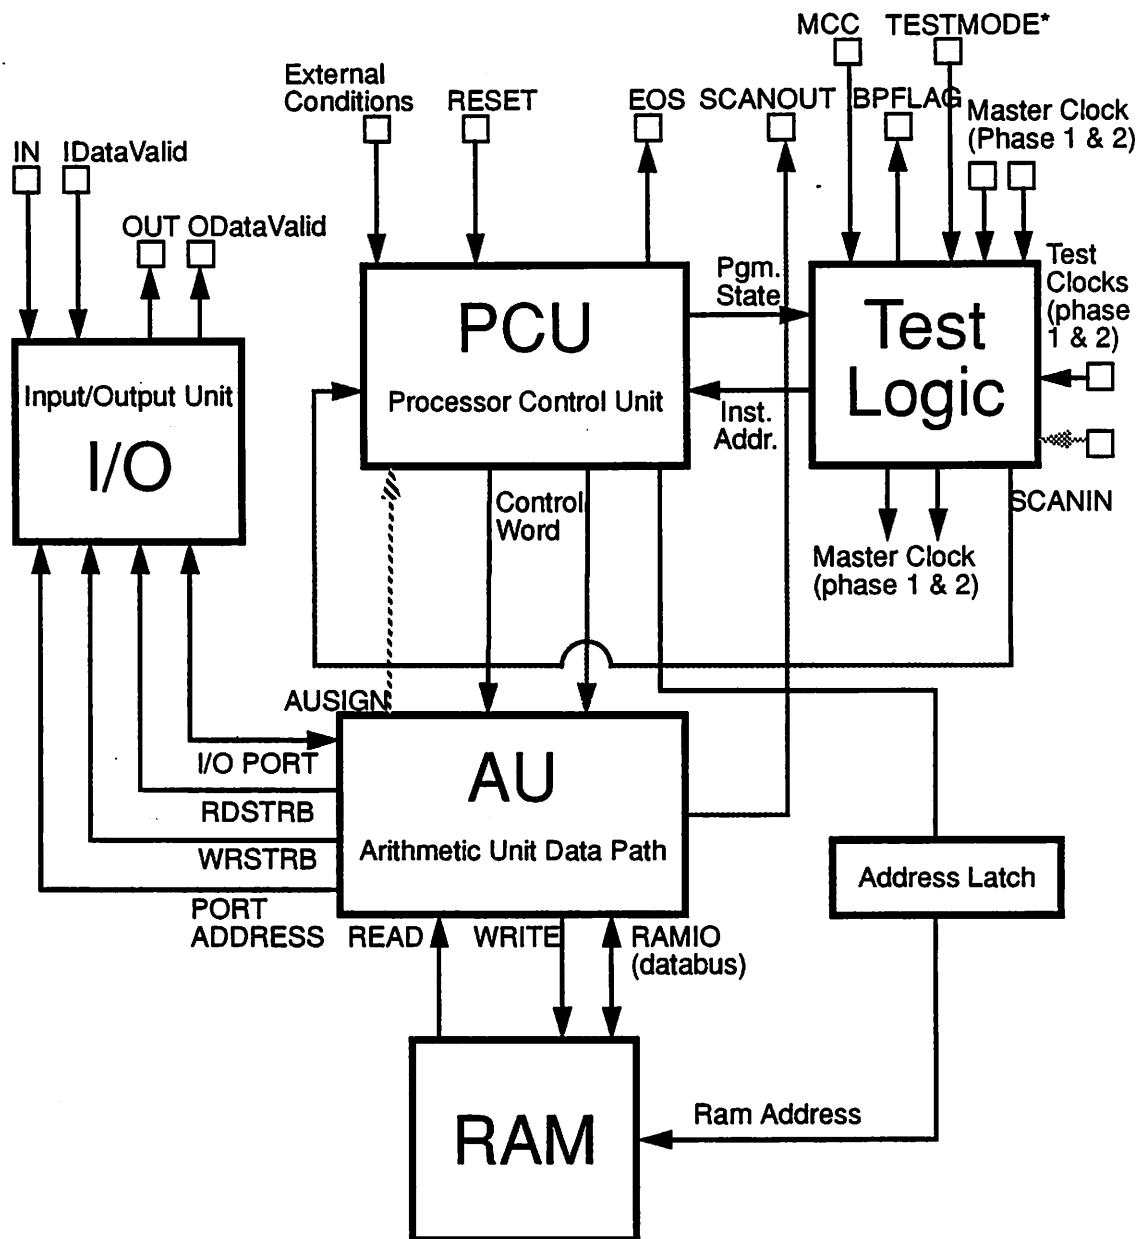 MCC TESTMODE*
External
Conditions
RESET
EOS SCANOUT BPFLAG
Master Clock
(Phase 1 & 2)
IN IDataValid
OUT ODataValid
Pgm.
State
Test
Clocks
(phase
1 & 2)
PCU
Processor Control Unit
Test
Logic
Input/Output Unit
I/O
Inst.
Addr.
Control
Word
SCANIN
Master Clock
(phase 1 & 2)
AUSIGN
I/O PORT
RDSTRB
WRSTRB
PORT
ADDRESS
AU
Arithmetic Unit Data Path
Address Latch
READ WRITE RAMIO
(databus)
RAM
Ram Address